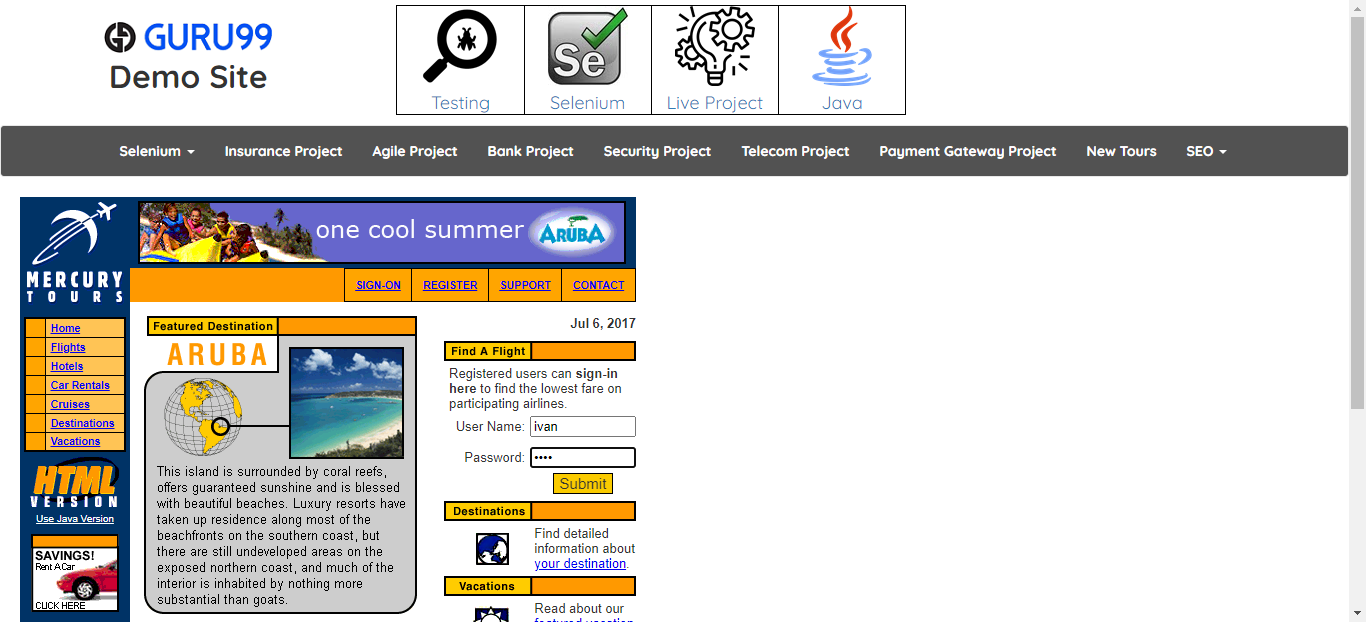 GURU99
Demo Site
Testing
Se
Selenium
Live Project
Java
Selenium
Insurance Project
Agile Project
Bank Project
Security Project
Telecom Project
Payment Gateway Project
New Tours
SEO
MERCURY
TOURS
one cool summer
ARUBA
SIGN-ON
REGISTER
SUPPORT
CONTACT
Home
Flights
Hotels
Car Rentals
Cruises
Destinations
Vacations
HTML
VERSION
Use Java Version
SAVINGS!
Rent A Car
CLICK HERE
Featured Destination
ARUBA
This island is surrounded by coral reefs,
offers guaranteed sunshine and is blessed
with beautiful beaches. Luxury resorts have
taken up residence along most of the
beachfronts on the southern coast, but
there are still undeveloped areas on the
exposed northern coast, and much of the
interior is inhabited by nothing more
substantial than goats.
Jul 6, 2017
Find A Flight
Registered users can sign-in
here to find the lowest fare on
participating airlines.
User Name: ivan
Password: ••••
Submit
Destinations
Find detailed
information about
your destination.
Vacations
Read about our
featured vacation